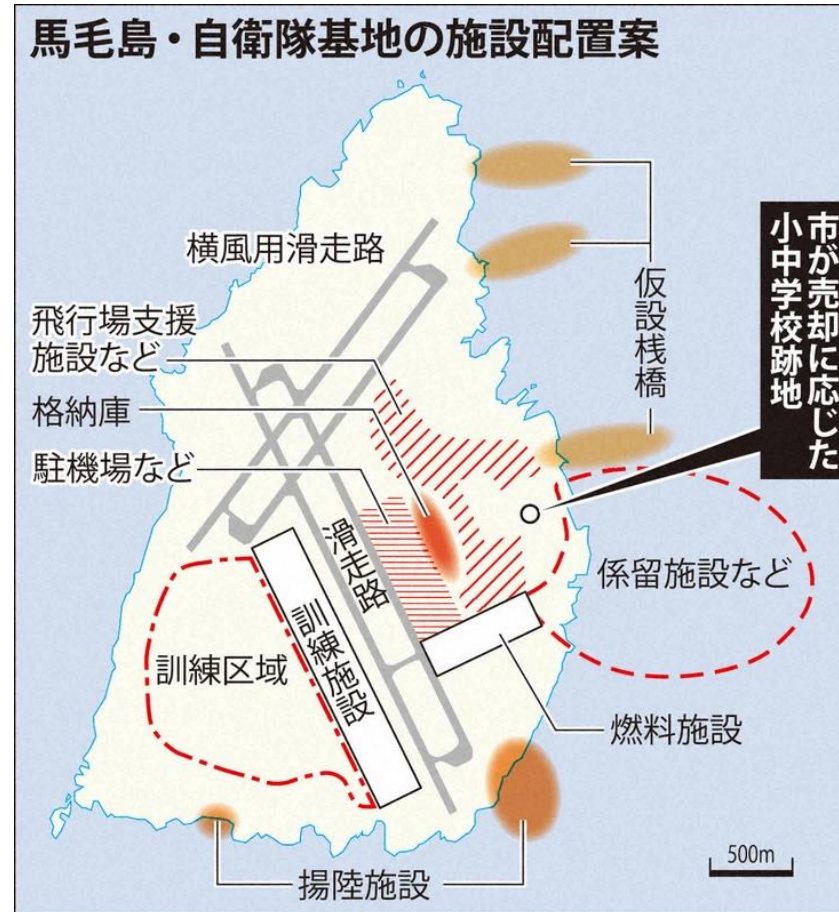 馬毛島・自衛隊基地の施設配置案
市が売却に応じた
小中学校跡地
横風用滑走路
仮設桟橋
飛行場支援
施設など
格納庫
駐機場など
滑走路
係留施設など
訓練施設
訓練区域
燃料施設
揚陸施設
500m